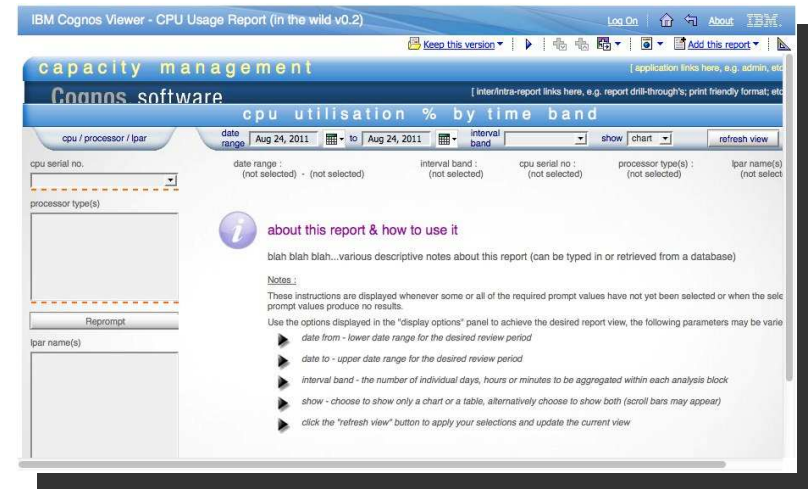 IBM Cognos Viewer - CPU Usage Report (in the wild v0.2)
Log On About IBM.
Keep this version Add this report
capacity management
[ application links here, e.g. admin, etc
Cognos software
[ inter/intra-report links here, e.g. report drill-through's; print friendly format; etc
cpu utilisation % by time band
cpu / processor / lpar
date range Aug 24, 2011 to Aug 24, 2011 interval band show chart refresh view
cpu serial no.
date range : (not selected) - (not selected)
interval band : (not selected)
cpu serial no : (not selected)
processor type(s) : (not selected)
lpar name(s) (not select
processor type(s)
Reprompt
lpar name(s)
about this report & how to use it
blah blah blah...various descriptive notes about this report (can be typed in or retrieved from a database)
Notes :
These instructions are displayed whenever some or all of the required prompt values have not yet been selected or when the sele
prompt values produce no results.
Use the options displayed in the "display options" panel to achieve the desired report view, the following parameters may be varie
date from - lower date range for the desired review period
date to - upper date range for the desired review period
interval band - the number of individual days, hours or minutes to be aggregated within each analysis block
show - choose to show only a chart or a table, alternatively choose to show both (scroll bars may appear)
click the "refresh view" button to apply your selections and update the current view